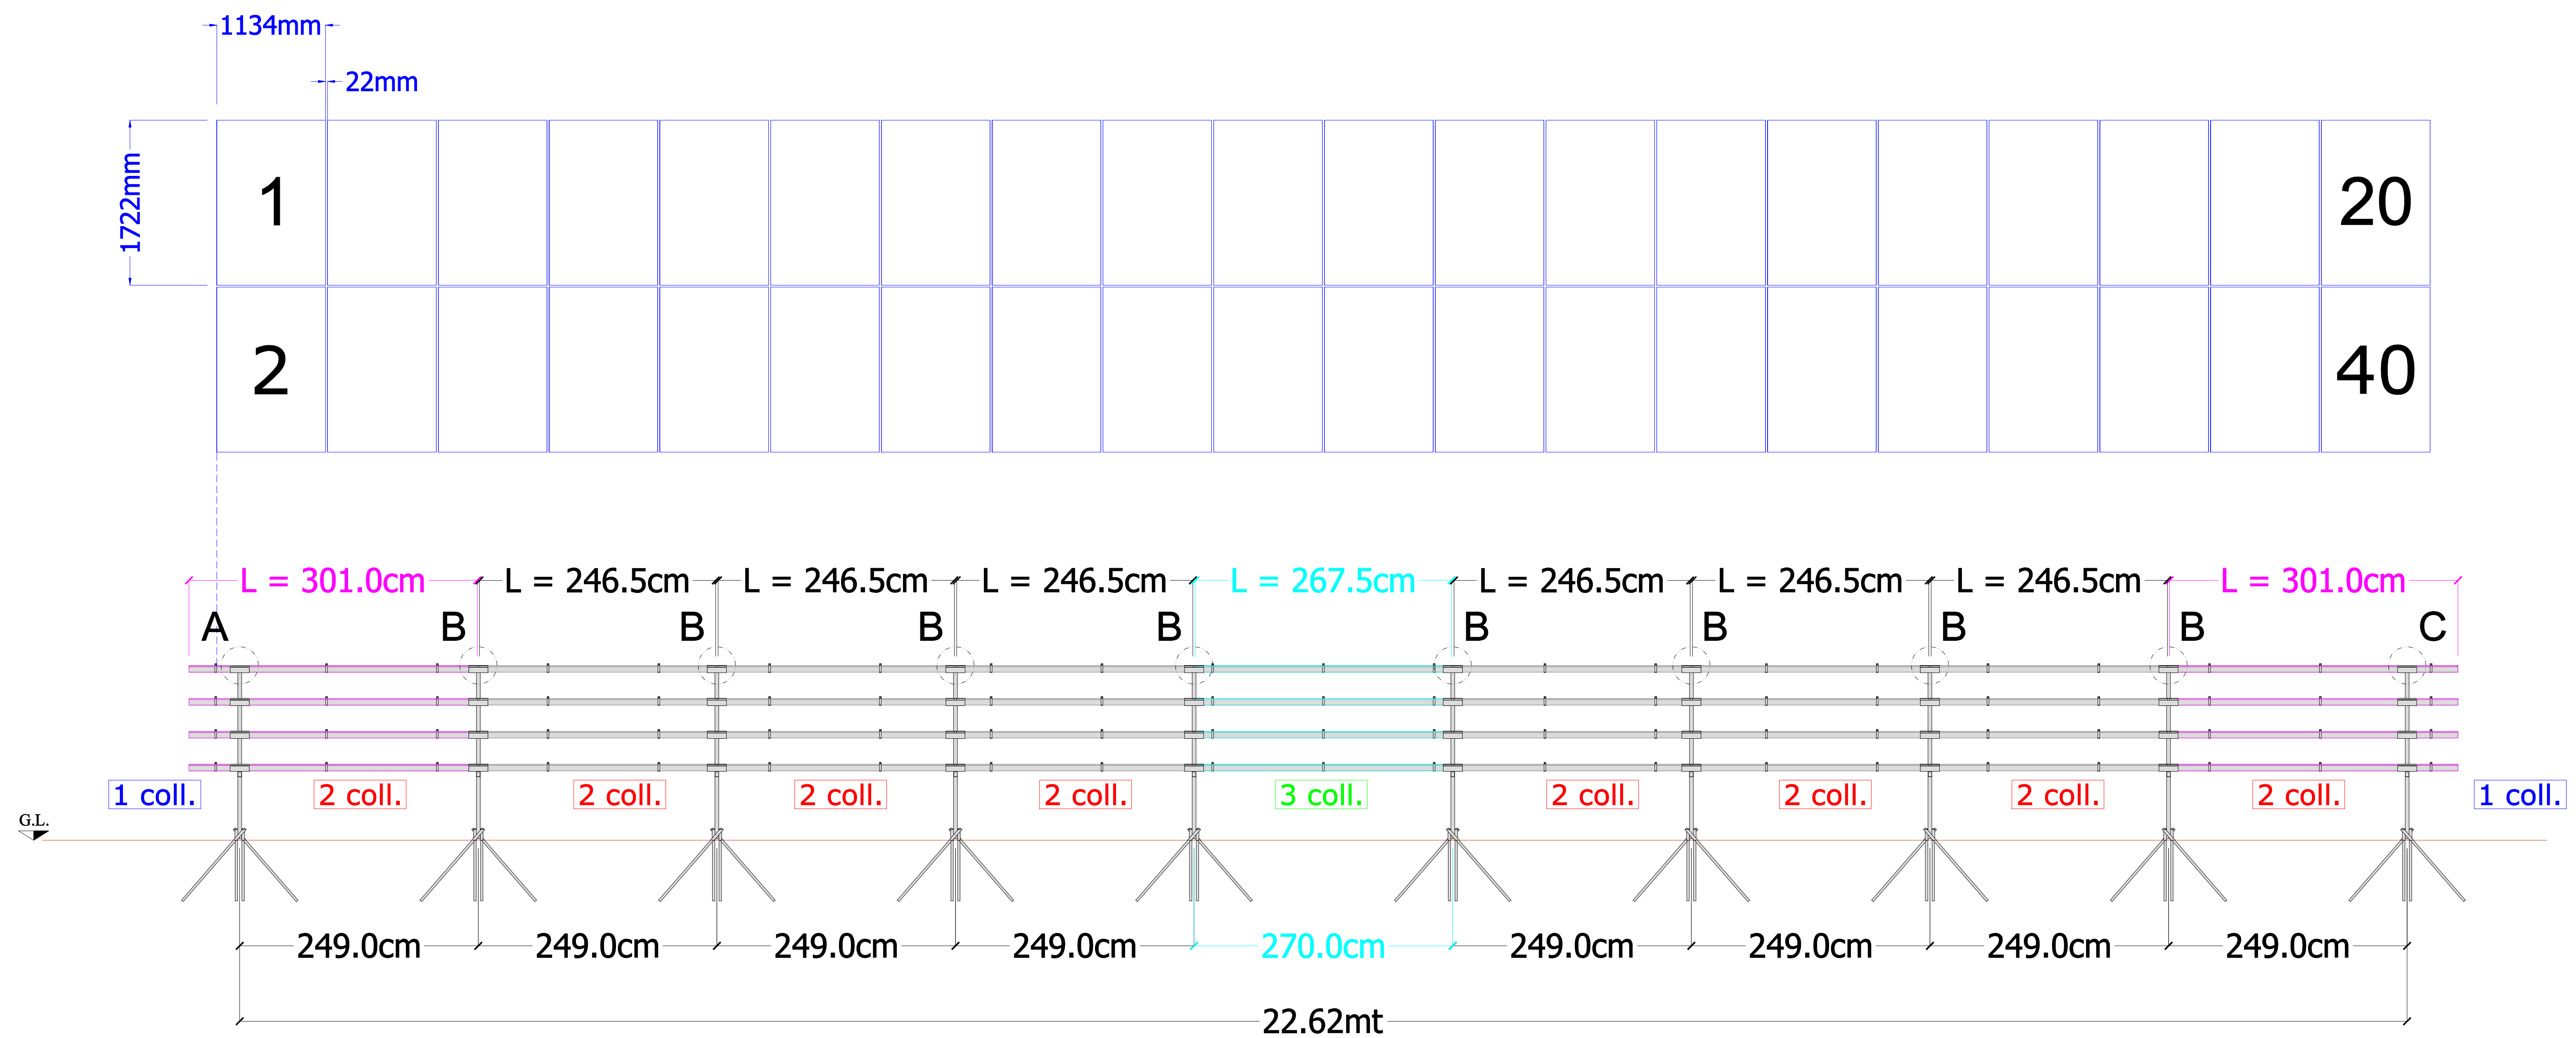 1134mm
22mm
1722mm
1
20
2
40
L = 301.0cm
L = 246.5cm
L = 246.5cm
L = 246.5cm
L = 267.5cm
L = 246.5cm
L = 246.5cm
L = 246.5cm
L = 301.0cm
A
B
B
B
B
B
B
B
B
C
1 coll.
2 coll.
2 coll.
2 coll.
2 coll.
3 coll.
2 coll.
2 coll.
2 coll.
2 coll.
1 coll.
G.L.
249.0cm
249.0cm
249.0cm
249.0cm
270.0cm
249.0cm
249.0cm
249.0cm
249.0cm
22.62mt